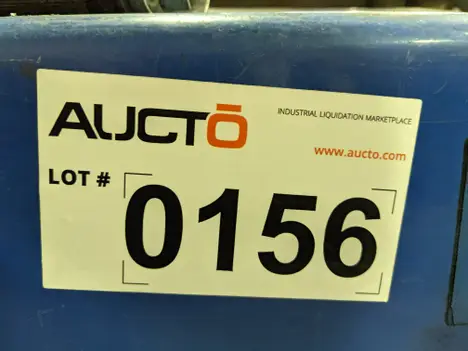 AUCTŌ
INDUSTRIAL LIQUIDATION MARKETPLACE
www.aucto.com
LOT #
0156